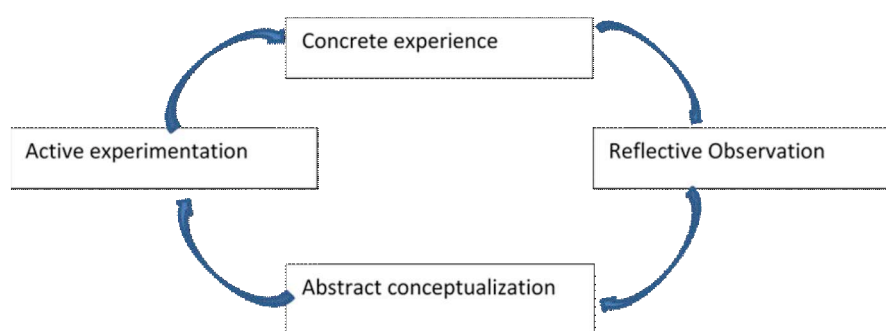 Concrete experience
Active experimentation
Reflective Observation
Abstract conceptualization